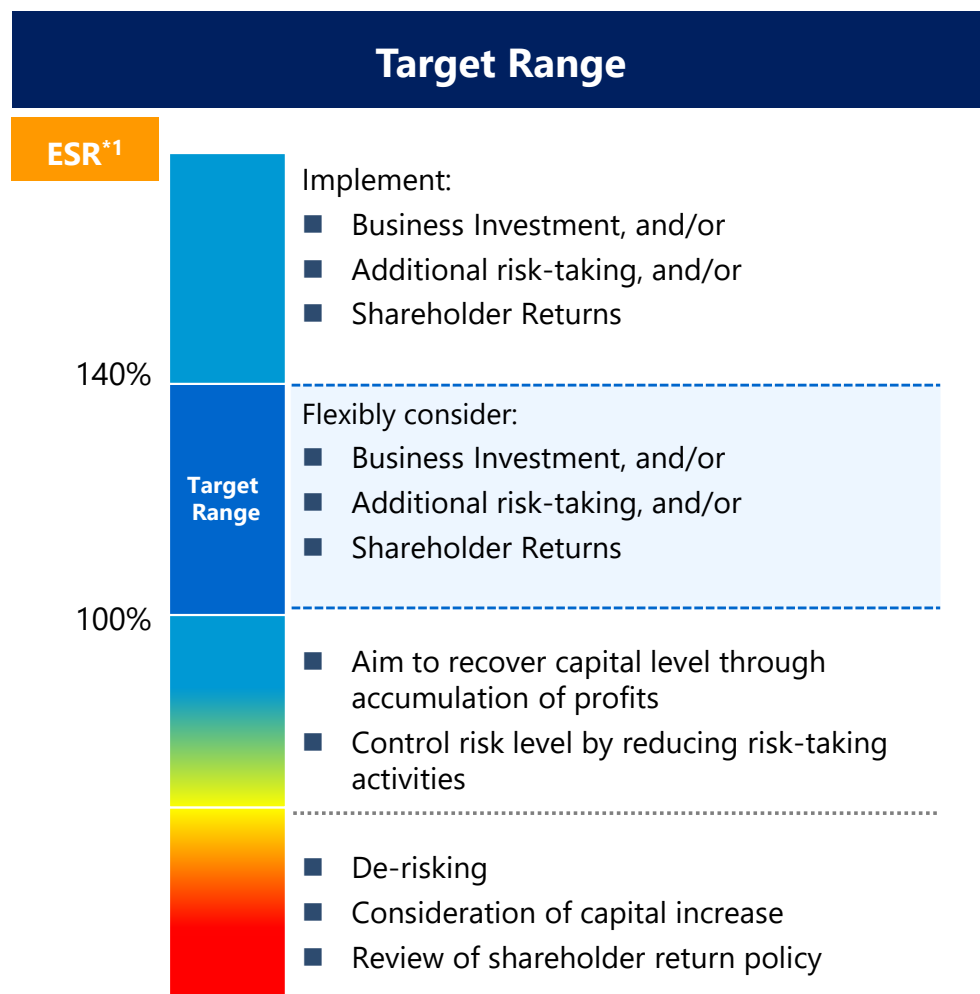 Target Range
ESR*1
Implement:
■ Business Investment, and/or
■ Additional risk-taking, and/or
■ Shareholder Returns
140%
Flexibly consider:
■ Business Investment, and/or
■ Additional risk-taking, and/or
■ Shareholder Returns
Target
Range
100%
■ Aim to recover capital level through
accumulation of profits
■ Control risk level by reducing risk-taking
activities
■ De-risking
■ Consideration of capital increase
■ Review of shareholder return policy